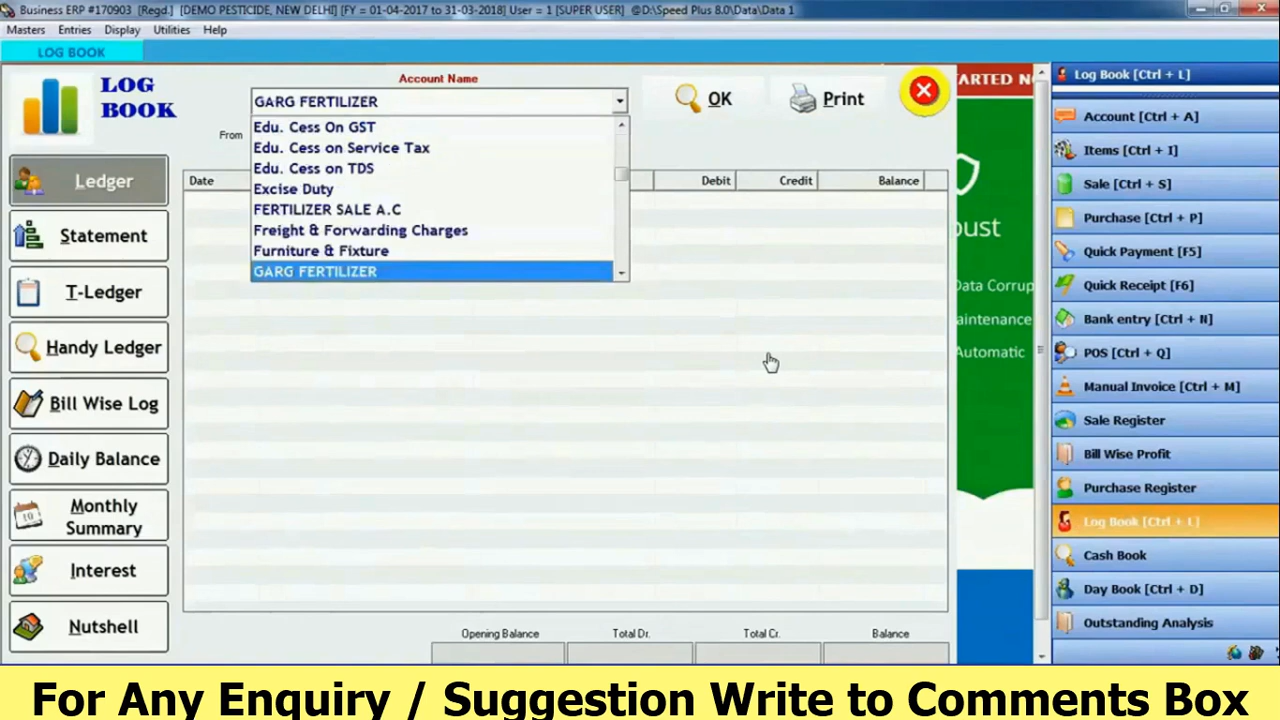 Business ERP #170903 [Regd.] [DEMO PESTICIDE, NEW DELHI] [FY = 01-04-2017 to 31-03-2018] User = 1 [SUPER USER] @D:\Speed Plus 8.0\Data\Data 1
Masters Entries Display Utilities Help
LOG BOOK
LOG BOOK
Account Name
GARG FERTILIZER
From
OK
Print
Edu. Cess On GST
Edu. Cess on Service Tax
Edu. Cess on TDS
Excise Duty
FERTILIZER SALE A.C
Freight & Forwarding Charges
Furniture & Fixture
GARG FERTILIZER
Ledger
Statement
T-Ledger
Handy Ledger
Bill Wise Log
Daily Balance
Monthly
Summary
Interest
Nutshell
Date Debit Credit Balance
Opening Balance Total Dr. Total Cr. Balance
ARTED N
ust
Data Corrup
aintenance
Automatic
Log Book [Ctrl + L]
Account [Ctrl + A]
Items [Ctrl + I]
Sale [Ctrl + S]
Purchase [Ctrl + P]
Quick Payment [F5]
Quick Receipt [F6]
Bank entry [Ctrl + N]
POS [Ctrl + Q]
Manual Invoice [Ctrl + M]
Sale Register
Bill Wise Profit
Purchase Register
Log Book [Ctrl + L]
Cash Book
Day Book [Ctrl + D]
Outstanding Analysis
For Any Enquiry / Suggestion Write to Comments Box